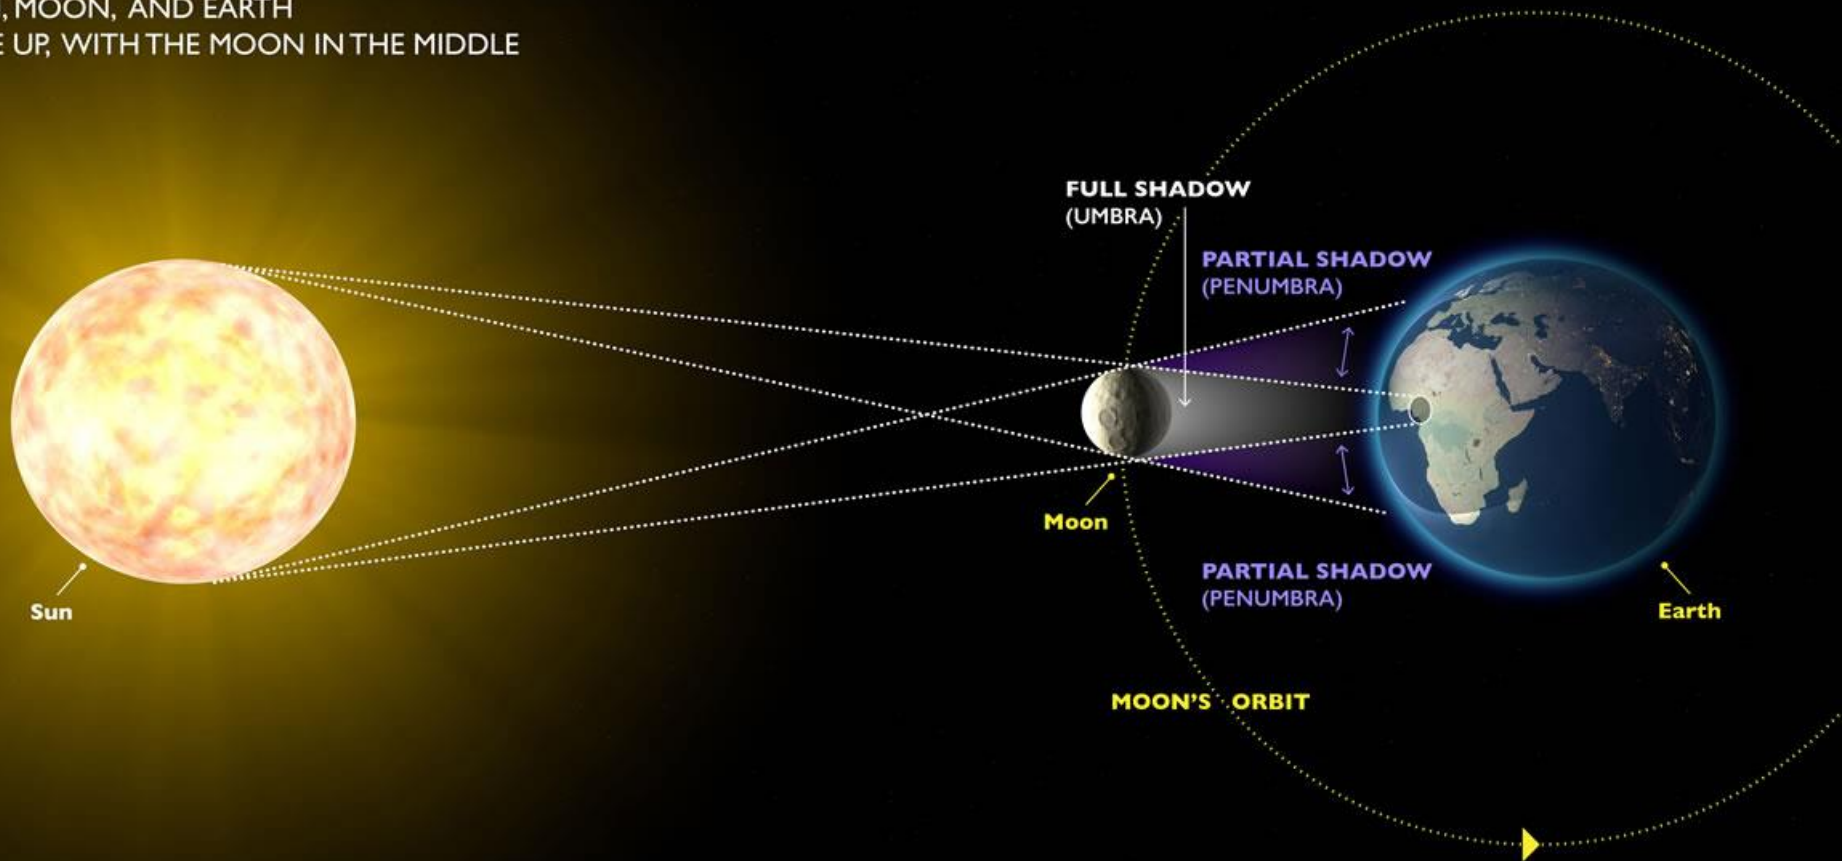 , MOON, AND EARTH
UP, WITH THE MOON IN THE MIDDLE
FULL SHADOW
(UMBRA)
PARTIAL SHADOW
(PENUMBRA)
Moon
Sun
PARTIAL SHADOW
(PENUMBRA)
Earth
MOON'S ORBIT